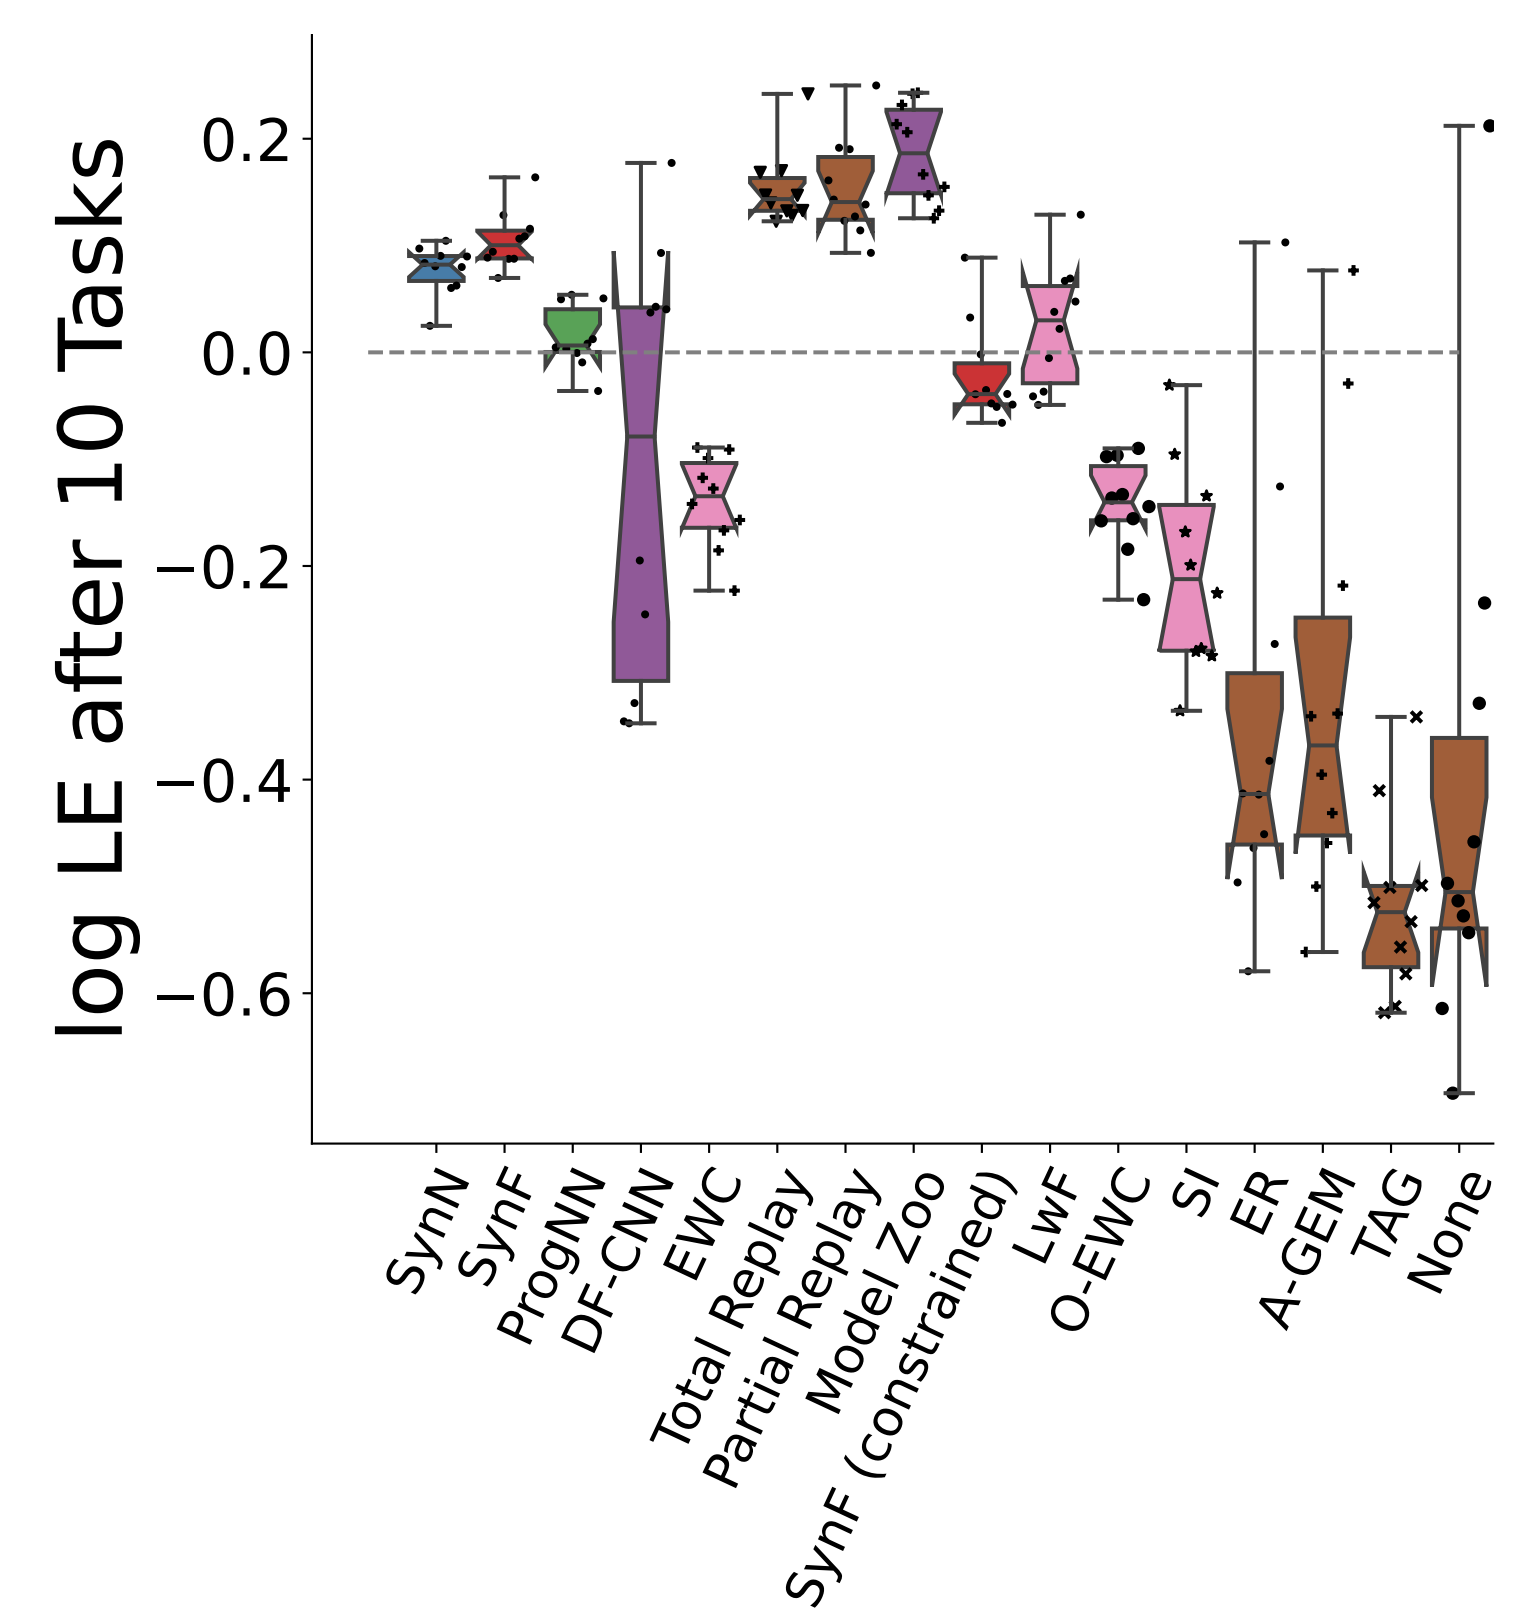 log LE after 10 Tasks
0.2
0.0
−0.2
−0.4
−0.6
SynN
SynF
ProgNN
DF-CNN
EWC
Total Replay
Partial Replay
Model Zoo
SynF (constrained)
LwF
O-EWC
SI
ER
A-GEM
TAG
None